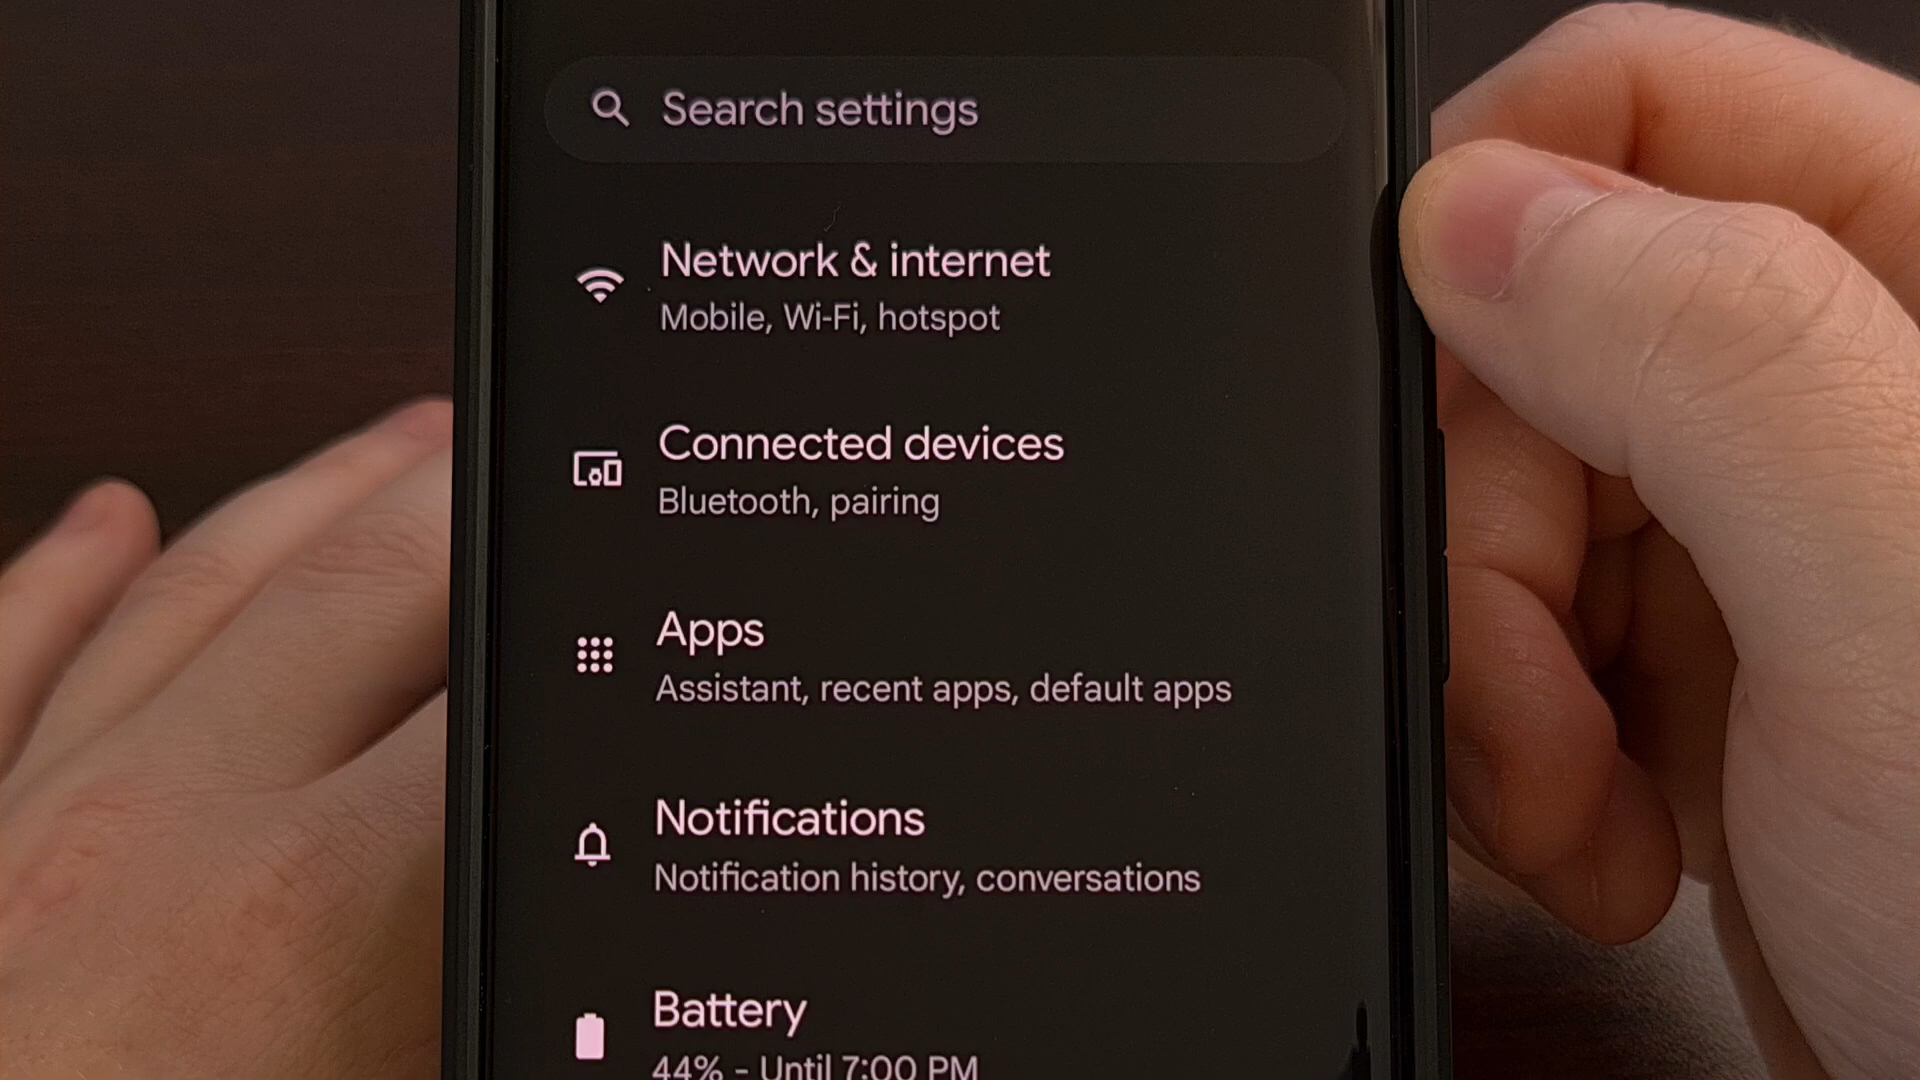 Search settings
Network & internet
Mobile, Wi-Fi, hotspot
Connected devices
Bluetooth, pairing
Apps
Assistant, recent apps, default apps
Notifications
Notification history, conversations
Battery
44% - Until 7:00 PM